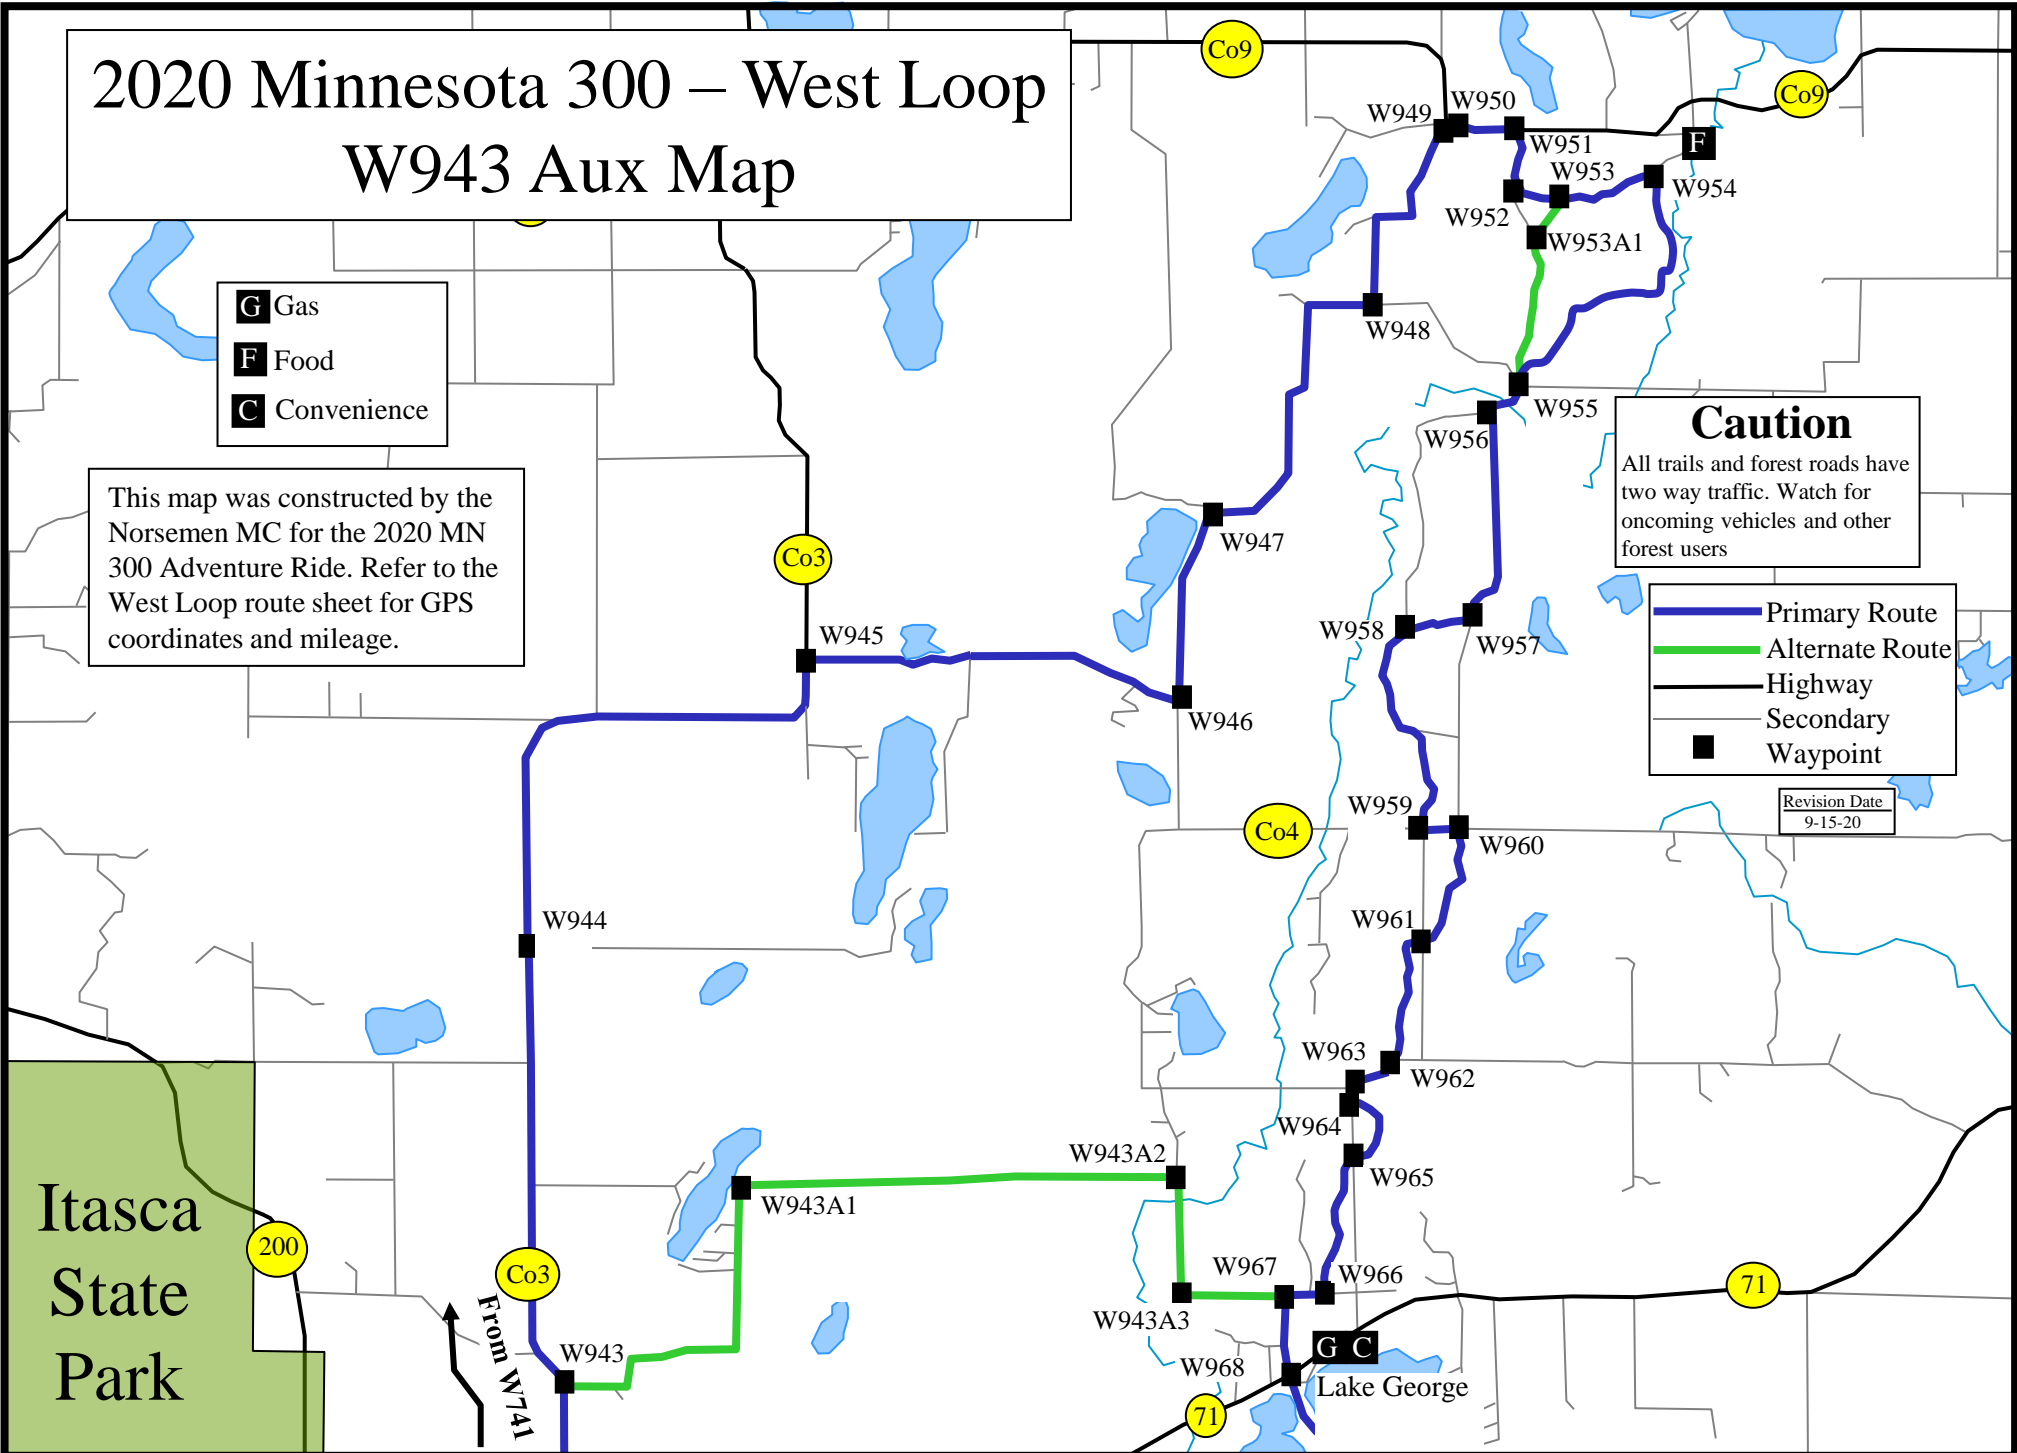 2020 Minnesota 300 – West Loop
W943 Aux Map
G Gas
F Food
C Convenience
This map was constructed by the
Norsemen MC for the 2020 MN
300 Adventure Ride. Refer to the
West Loop route sheet for GPS
coordinates and mileage.
Co9
Co9
W949
W950
W951
F
W953
W954
W952
W953A1
W948
W955
W956
Caution
All trails and forest roads have
two way traffic. Watch for
oncoming vehicles and other
forest users
W947
Co3
Primary Route
Alternate Route
Highway
Secondary
Waypoint
W945
W958
W957
W946
Revision Date
9-15-20
W959
Co4
W960
W944
W961
W963
W962
W964
W943A2
W965
W943A1
Itasca
State
Park
200
Co3
W967
W966
71
W943A3
From W741
W943
G C
W968
Lake George
71